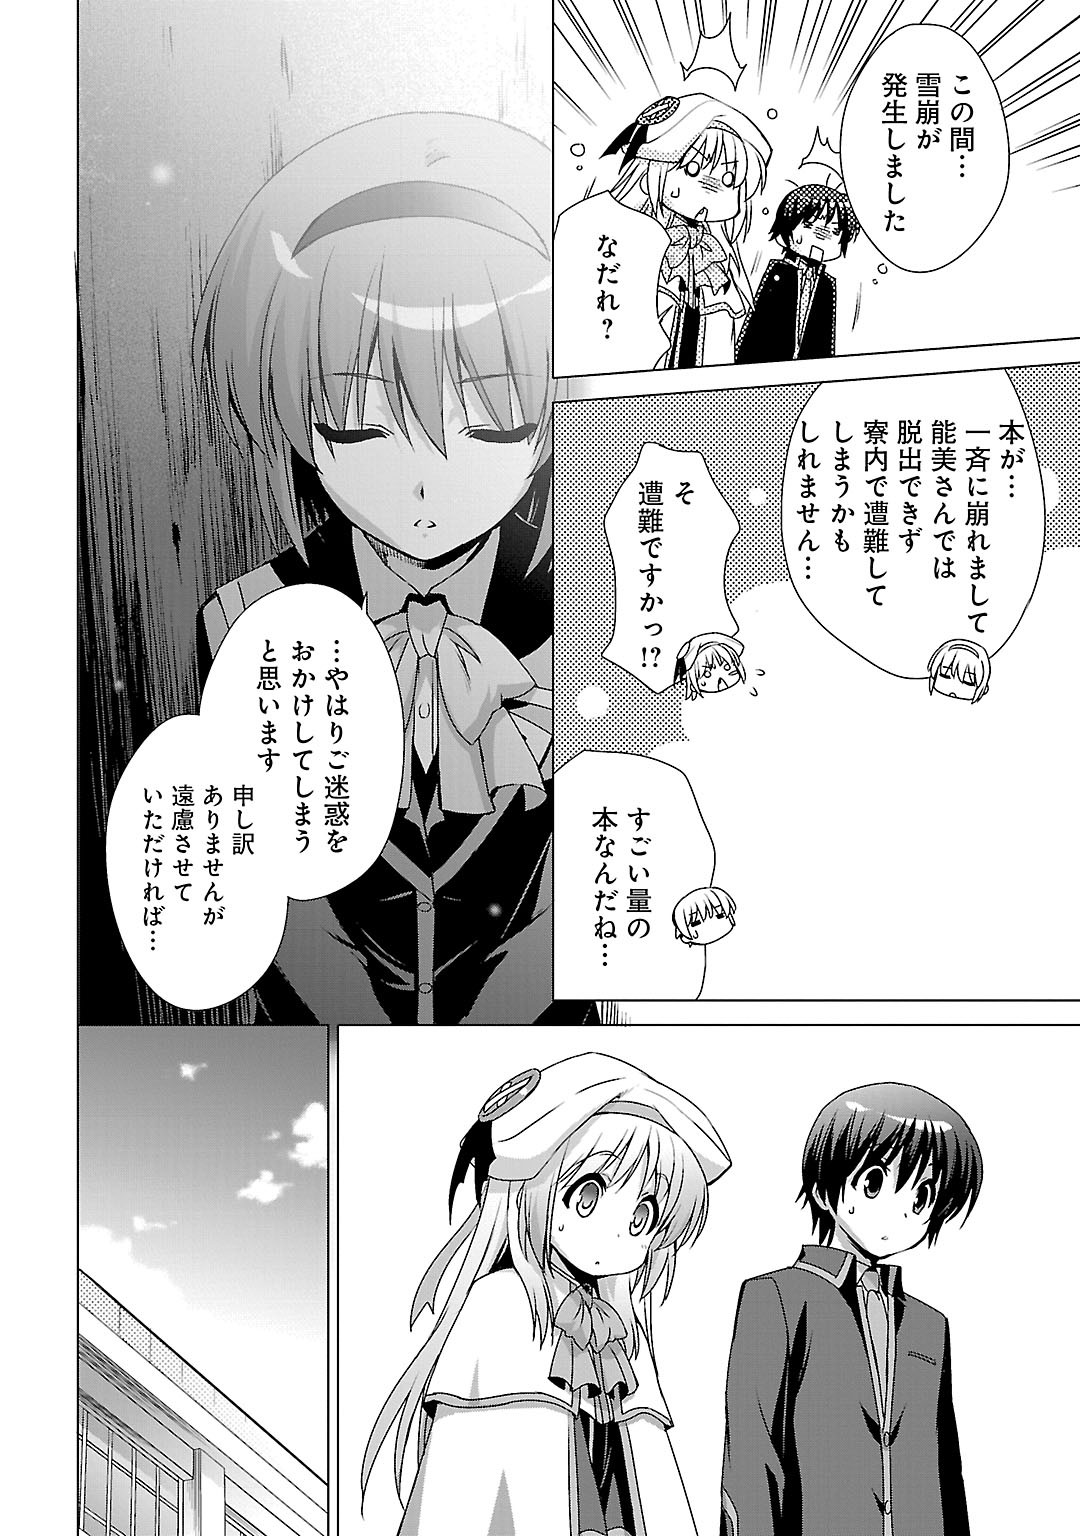 この間…
雪崩が
発生しました
なだれ？
本が…
一斉に崩れまして
能美さんでは
脱出できず
寮内で遭難して
しまうかも
しれません…
そ
遭難ですかっ!?
すごい量の
本なんだね…
…やはりご迷惑を
おかけしてしまう
と思います
申し訳
ありませんが
遠慮させて
いただければ…